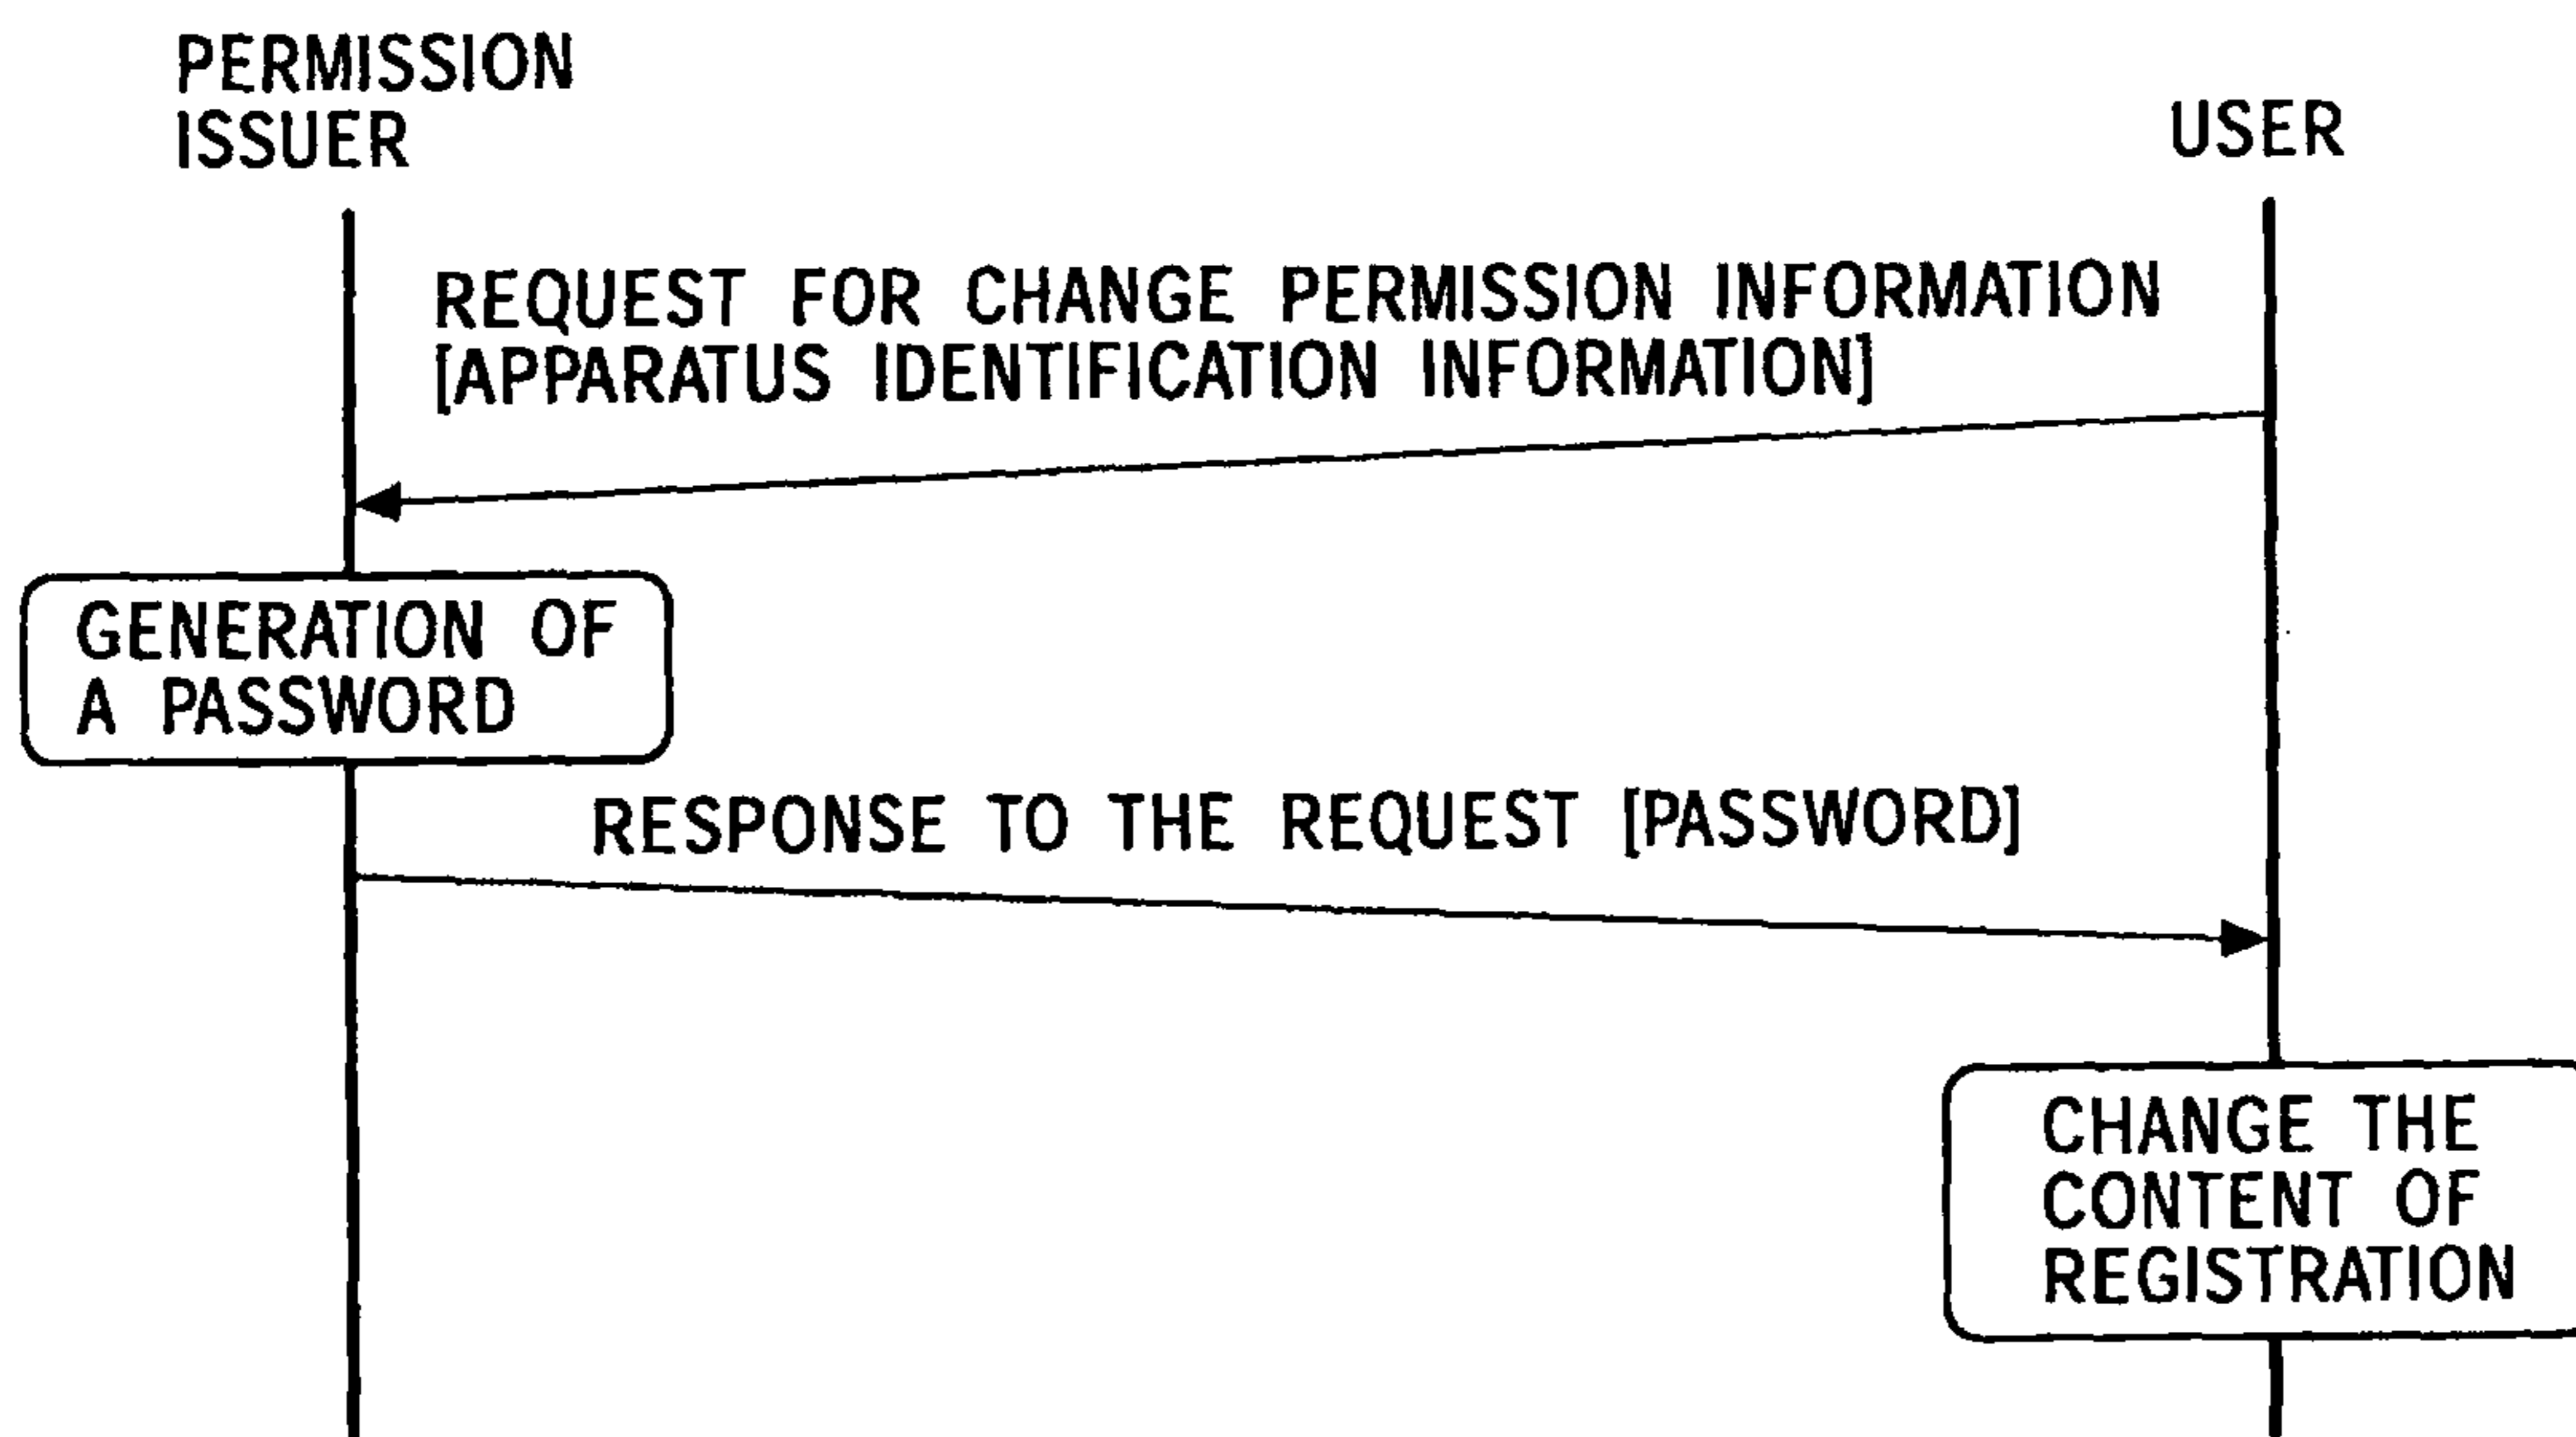 PERMISSION
ISSUER
USER
REQUEST FOR CHANGE PERMISSION INFORMATION
[APPARATUS IDENTIFICATION INFORMATION]
GENERATION OF
A PASSWORD
RESPONSE TO THE REQUEST [PASSWORD]
CHANGE THE
CONTENT OF
REGISTRATION